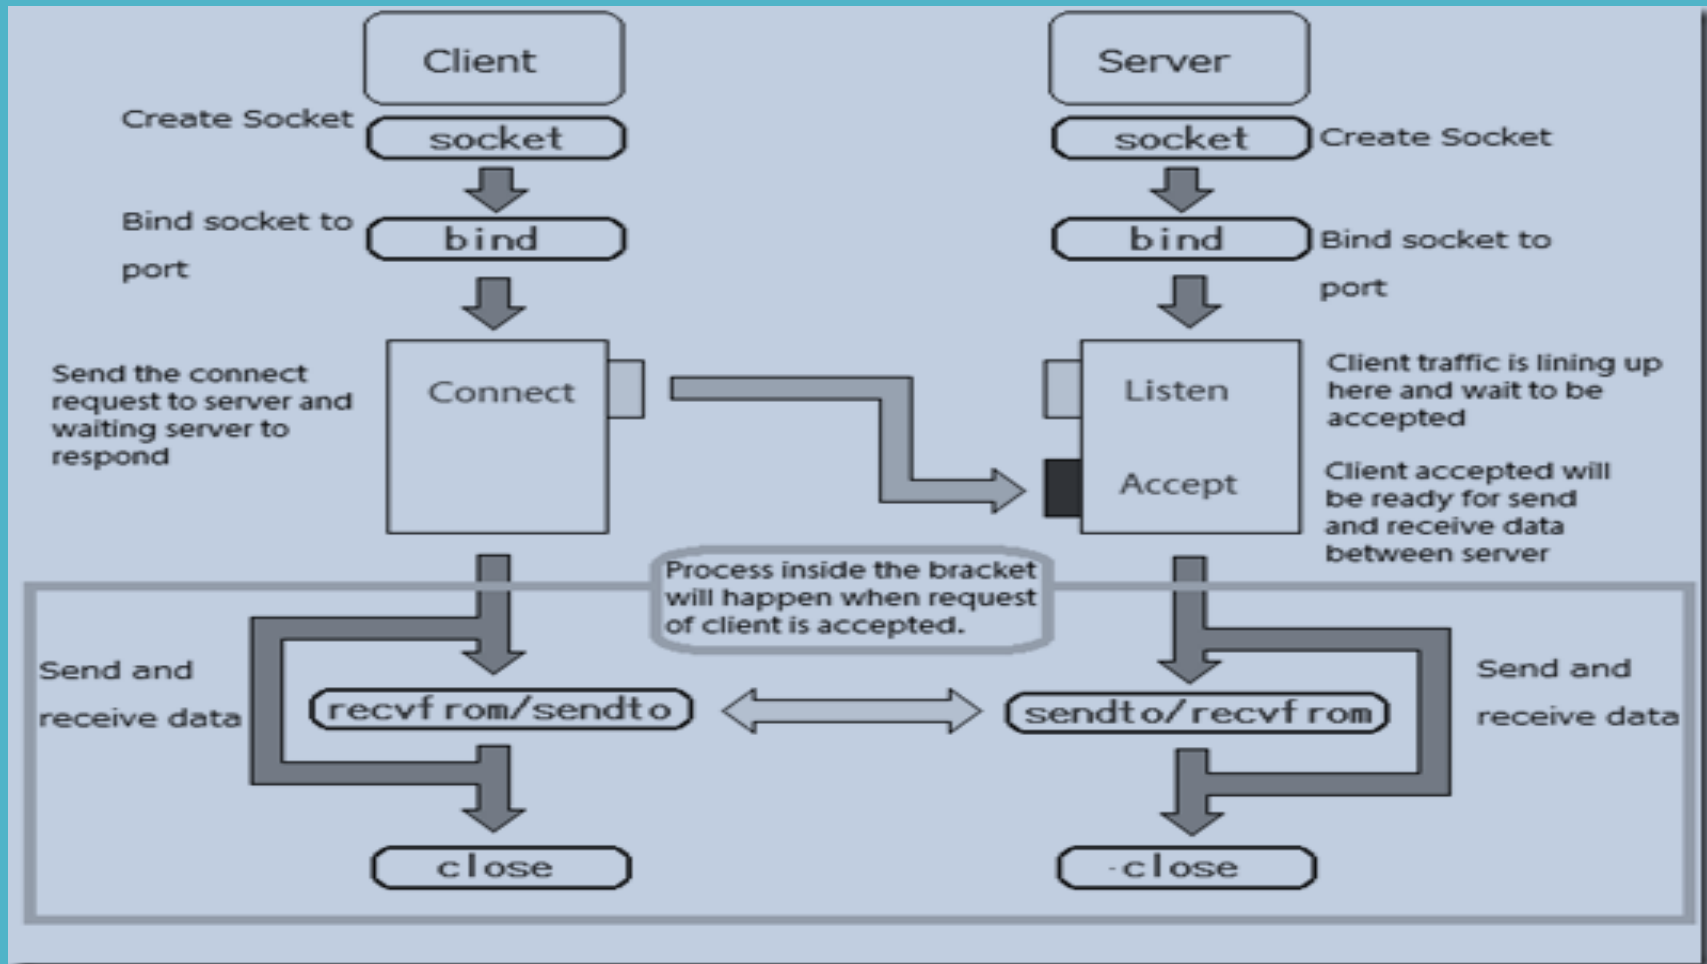 Client
Server
Create Socket
socket
socket
Create Socket
Bind socket to
port
bind
bind
Bind socket to
port
Send the connect
request to server and
waiting server to
respond
Connect
Listen
Accept
Client traffic is lining up
here and wait to be
accepted
Client accepted will
be ready for send
and receive data
between server
Process inside the bracket
will happen when request
of client is accepted.
Send and
receive data
recvfrom/sendto
sendto/recvfrom
Send and
receive data
close
close